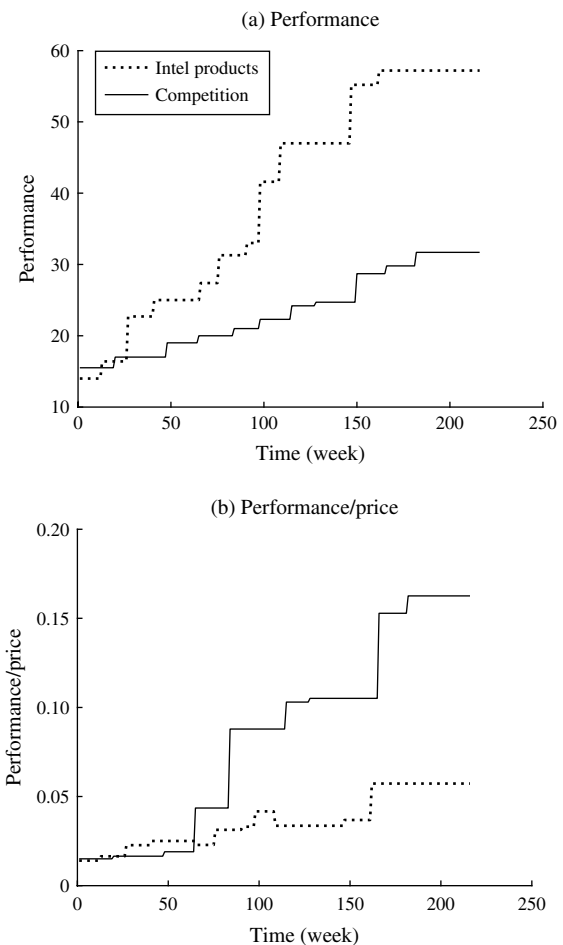 (a) Performance
60
50
40
30
20
10
Performance
Intel products
Competition
0
50
100
150
200
250
Time (week)
(b) Performance/price
0.20
0.15
0.10
0.05
0
Performance/price
0
50
100
150
200
250
Time (week)